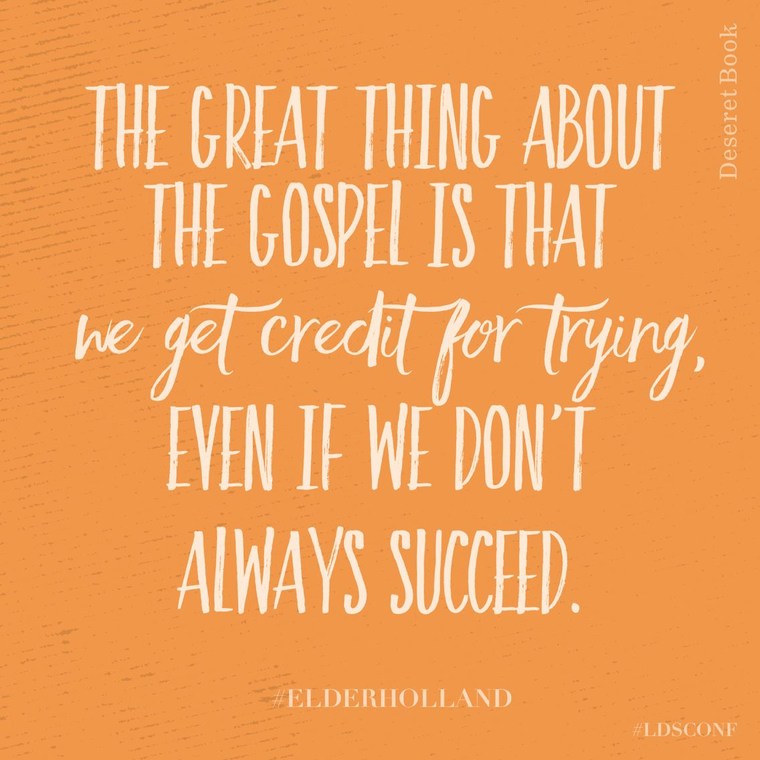 THE GREAT THING ABOUT
THE GOSPEL IS THAT
we get credit for trying,
EVEN IF WE DON'T
ALWAYS SUCCEED.
#ELDERHOLLAND
#LDSCONF
Deseret Book